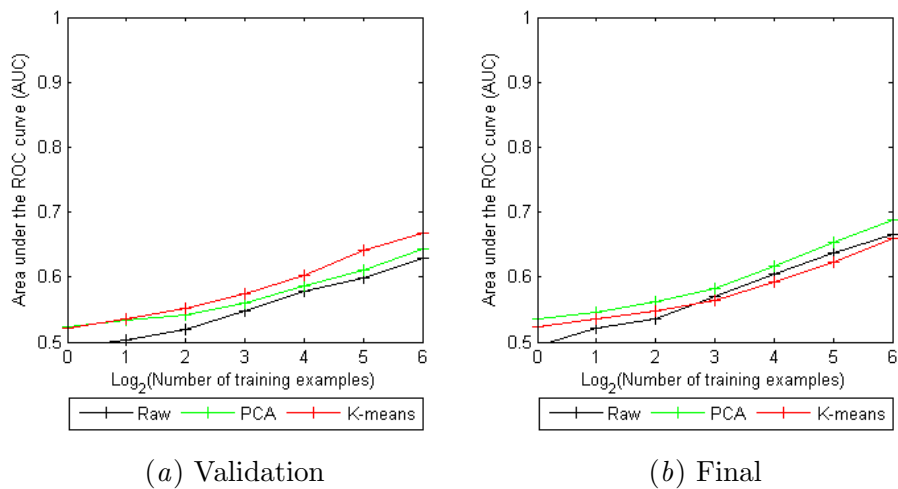 1
0.9
0.8
0.7
0.6
0.5
Area under the ROC curve (AUC)
0 1 2 3 4 5 6
Log2(Number of training examples)
Raw PCA K-means
(a) Validation
1
0.9
0.8
0.7
0.6
0.5
Area under the ROC curve (AUC)
0 1 2 3 4 5 6
Log2(Number of training examples)
Raw PCA K-means
(b) Final